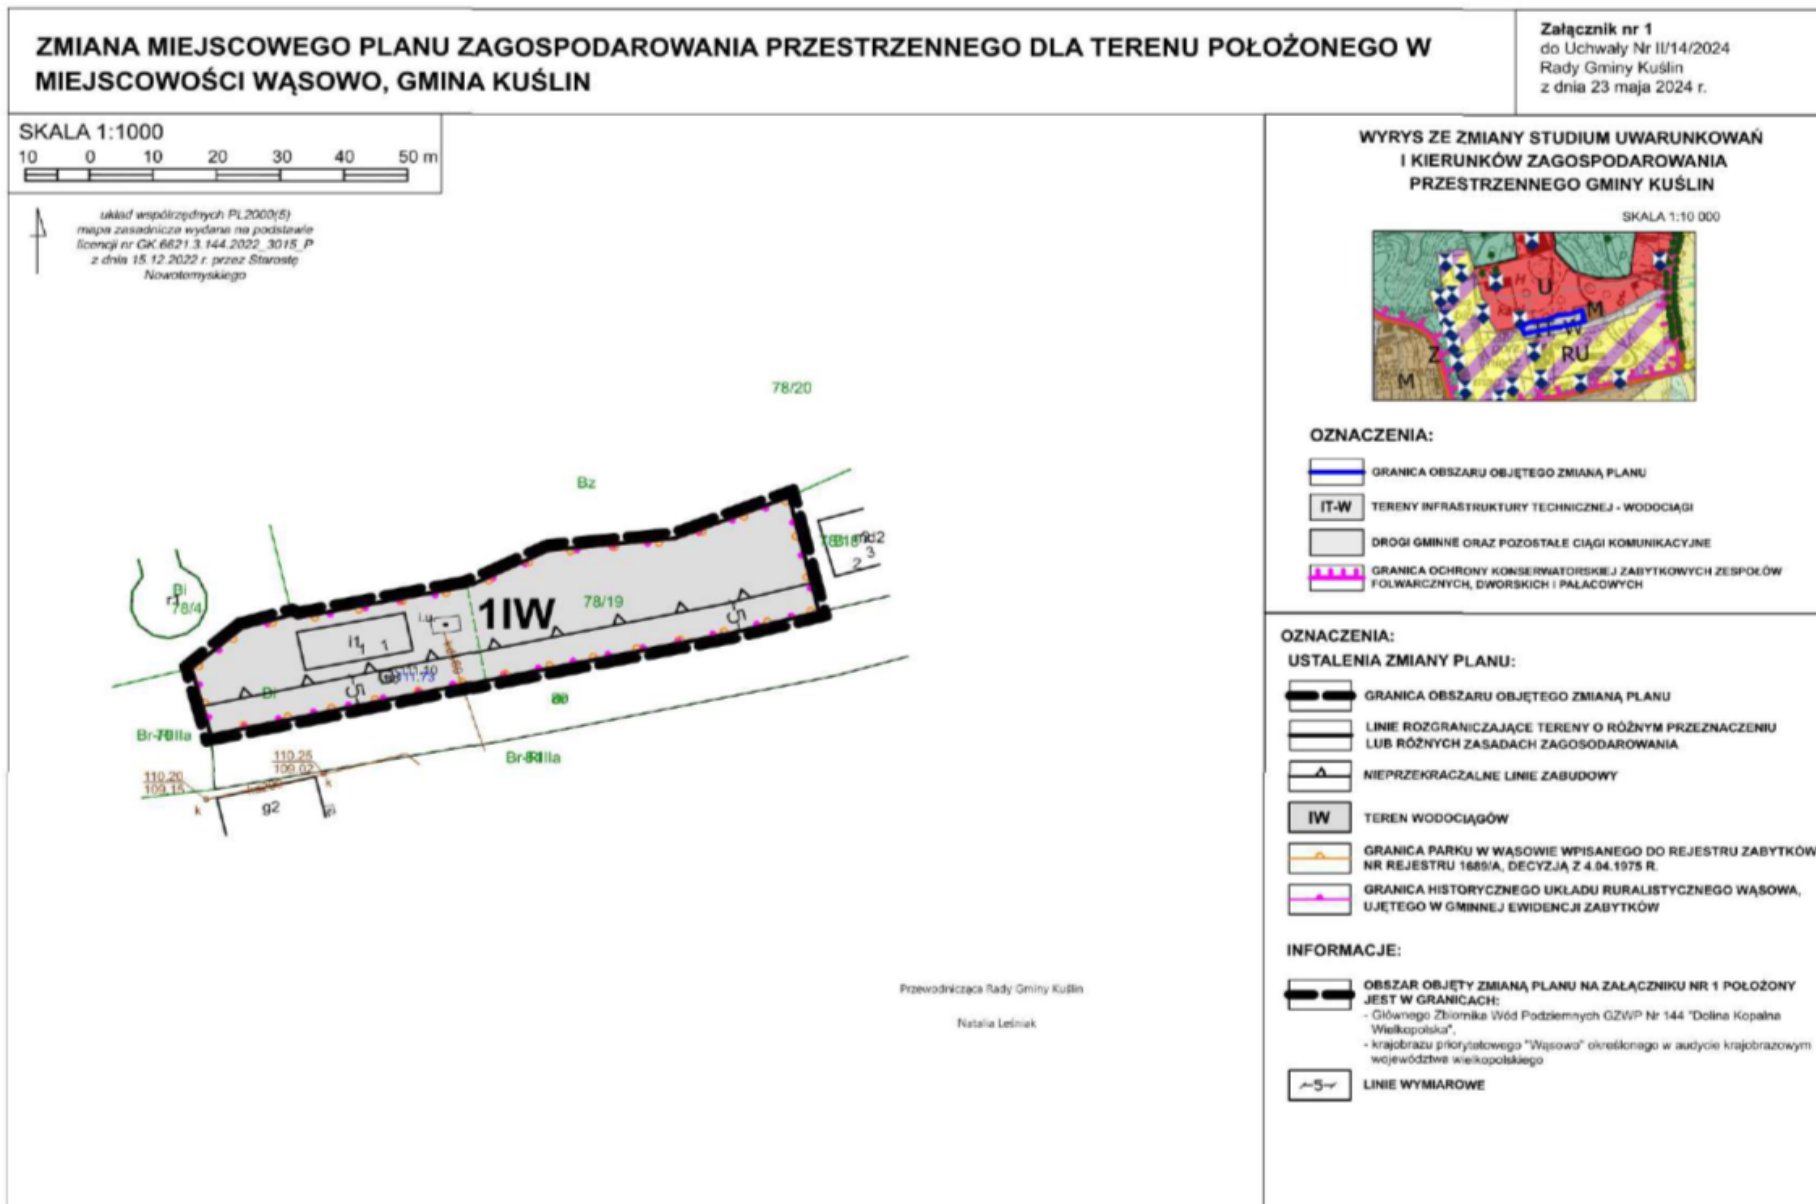 ZMIANA MIEJSCOWEGO PLANU ZAGOSPODAROWANIA PRZESTRZENNEGO DLA TERENU POŁOŻONEGO W
MIEJSCOWOŚCI WĄSOWO, GMINA KUŚLIN
Załącznik nr 1
do Uchwały Nr II/14/2024
Rady Gminy Kuślin
z dnia 23 maja 2024 r.
SKALA 1:1000
10 0 10 20 30 40 50 m
układ współrzędnych PL2000(5)
mapa zasadnicza wydana na podstawie
licencji nr GK.6621.3.144.2022_3015_P
z dnia 15.12.2022 r. przez Starostę
Nowotomyskiego
78/20
Bz
Bi
78/4
1IW
78/19
i1
1
Bi
111.73
110.25
109.02
110.20
109.15
k
k
g2
2
3
WYRYS ZE ZMIANY STUDIUM UWARUNKOWAŃ
I KIERUNKÓW ZAGOSPODAROWANIA
PRZESTRZENNEGO GMINY KUŚLIN
SKALA 1:10 000
U
M
W
RU
Z
M
OZNACZENIA:
GRANICA OBSZARU OBJĘTEGO ZMIANĄ PLANU
IT-W TERENY INFRASTRUKTURY TECHNICZNEJ - WODOCIĄGI
DROGI GMINNE ORAZ POZOSTAŁE CIĄGI KOMUNIKACYJNE
GRANICA OCHRONY KONSERWATORSKIEJ ZABYTKOWYCH ZESPOŁÓW
FOLWARCZNYCH, DWORSKICH I PAŁACOWYCH
OZNACZENIA:
USTALENIA ZMIANY PLANU:
GRANICA OBSZARU OBJĘTEGO ZMIANĄ PLANU
LINIE ROZGRANICZAJĄCE TERENY O RÓŻNYM PRZEZNACZENIU
LUB RÓŻNYCH ZASADACH ZAGOSODAROWANIA
NIEPRZEKRACZALNE LINIE ZABUDOWY
IW TEREN WODOCIĄGÓW
GRANICA PARKU W WĄSOWIE WPISANEGO DO REJESTRU ZABYTKÓW
NR REJESTRU 1689/A, DECYZJĄ Z 4.04.1975 R.
GRANICA HISTORYCZNEGO UKŁADU RURALISTYCZNEGO WĄSOWA,
UJĘTEGO W GMINNEJ EWIDENCJI ZABYTKÓW
INFORMACJE:
OBSZAR OBJĘTY ZMIANĄ PLANU NA ZAŁĄCZNIKU NR 1 POŁOŻONY
JEST W GRANICACH:
- Głównego Zbiornika Wód Podziemnych GZWP Nr 144 "Dolina Kopalna
Wielkopolska",
- krajobrazu priorytetowego "Wąsowo" określonego w audycie krajobrazowym
województwa wielkopolskiego
5 LINIE WYMIAROWE
Przewodnicząca Rady Gminy Kuślin
Natalia Leśniak